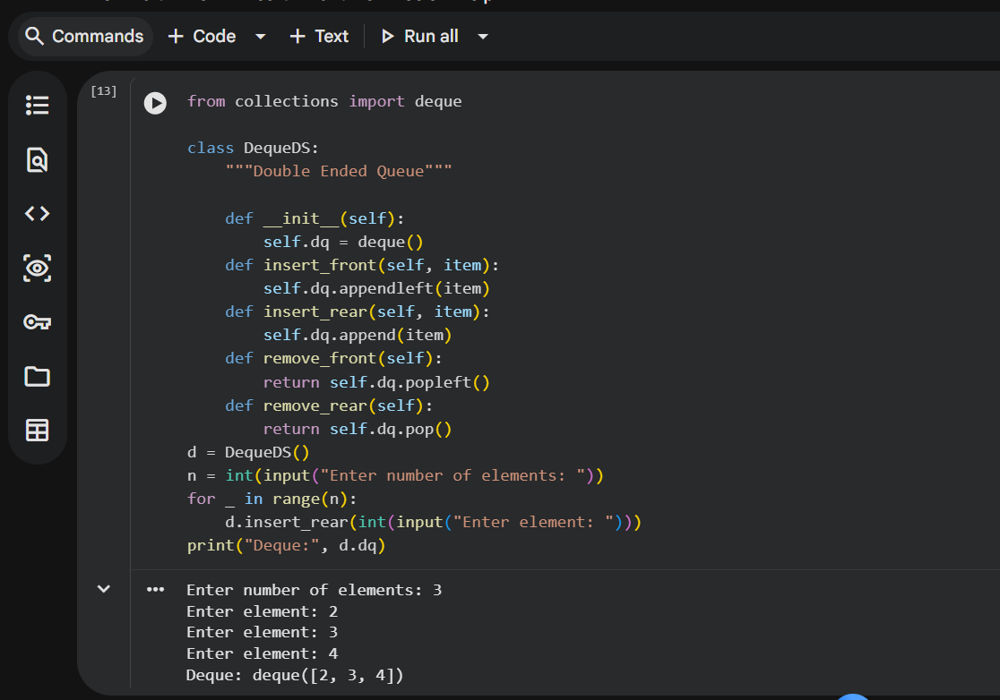 Commands + Code + Text Run all
[13]
from collections import deque
class DequeDS:
    """Double Ended Queue"""
    def __init__(self):
        self.dq = deque()
    def insert_front(self, item):
        self.dq.appendleft(item)
    def insert_rear(self, item):
        self.dq.append(item)
    def remove_front(self):
        return self.dq.popleft()
    def remove_rear(self):
        return self.dq.pop()
d = DequeDS()
n = int(input("Enter number of elements: "))
for _ in range(n):
    d.insert_rear(int(input("Enter element: ")))
print("Deque:", d.dq)
Enter number of elements: 3
Enter element: 2
Enter element: 3
Enter element: 4
Deque: deque([2, 3, 4])